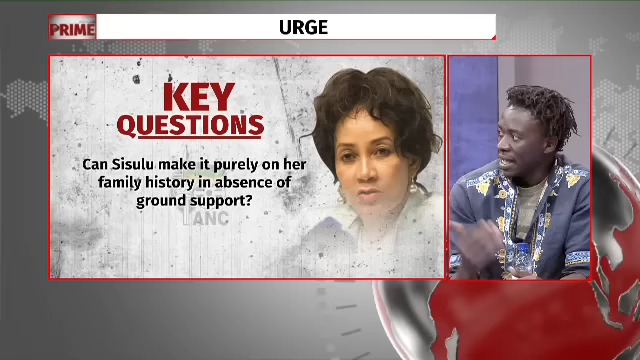 PRIME
URGE
KEY
QUESTIONS
Can Sisulu make it purely on her
family history in absence of
ground support?
ANC